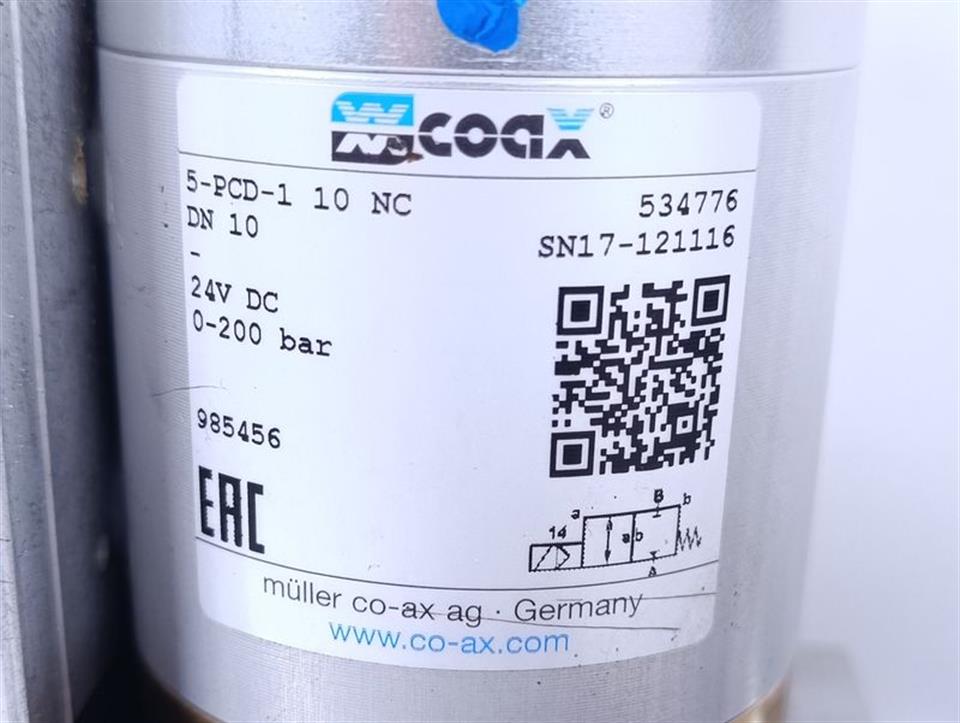 coax®
5-PCD-1 10 NC
534776
DN 10
SN17-121116
-
24V DC
0-200 bar
985456
EAC
14 a a b B b A
müller co-ax ag · Germany
www.co-ax.com